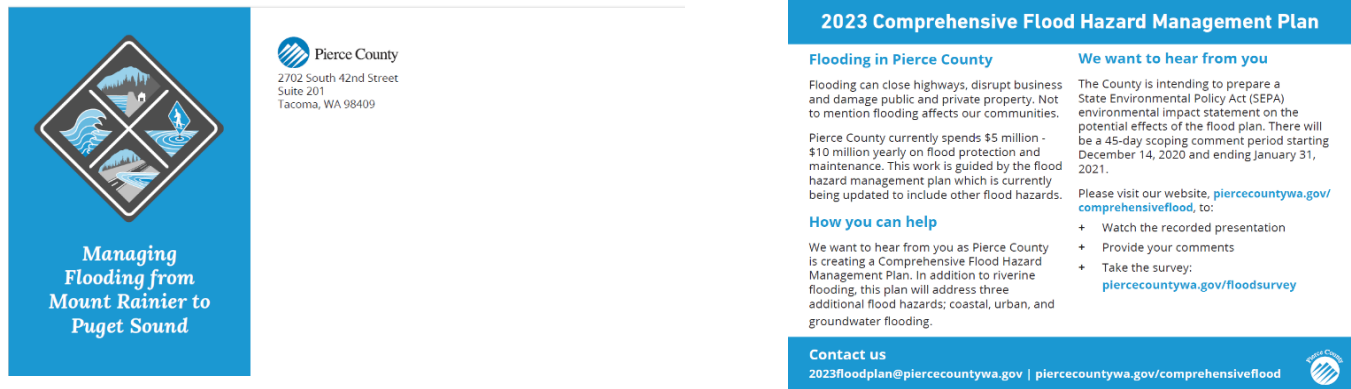 Pierce County
2702 South 42nd Street
Suite 201
Tacoma, WA 98409
Managing
Flooding from
Mount Rainier to
Puget Sound
2023 Comprehensive Flood Hazard Management Plan
Flooding in Pierce County
Flooding can close highways, disrupt business
and damage public and private property. Not
to mention flooding affects our communities.
Pierce County currently spends $5 million -
$10 million yearly on flood protection and
maintenance. This work is guided by the flood
hazard management plan which is currently
being updated to include other flood hazards.
How you can help
We want to hear from you as Pierce County
is creating a Comprehensive Flood Hazard
Management Plan. In addition to riverine
flooding, this plan will address three
additional flood hazards; coastal, urban, and
groundwater flooding.
We want to hear from you
The County is intending to prepare a
State Environmental Policy Act (SEPA)
environmental impact statement on the
potential effects of the flood plan. There will
be a 45-day scoping comment period starting
December 14, 2020 and ending January 31,
2021.
Please visit our website, piercecountywa.gov/
comprehensiveflood, to:
+ Watch the recorded presentation
+ Provide your comments
+ Take the survey:
piercecountywa.gov/floodsurvey
Contact us
2023floodplan@piercecountywa.gov | piercecountywa.gov/comprehensiveflood
Pierce County